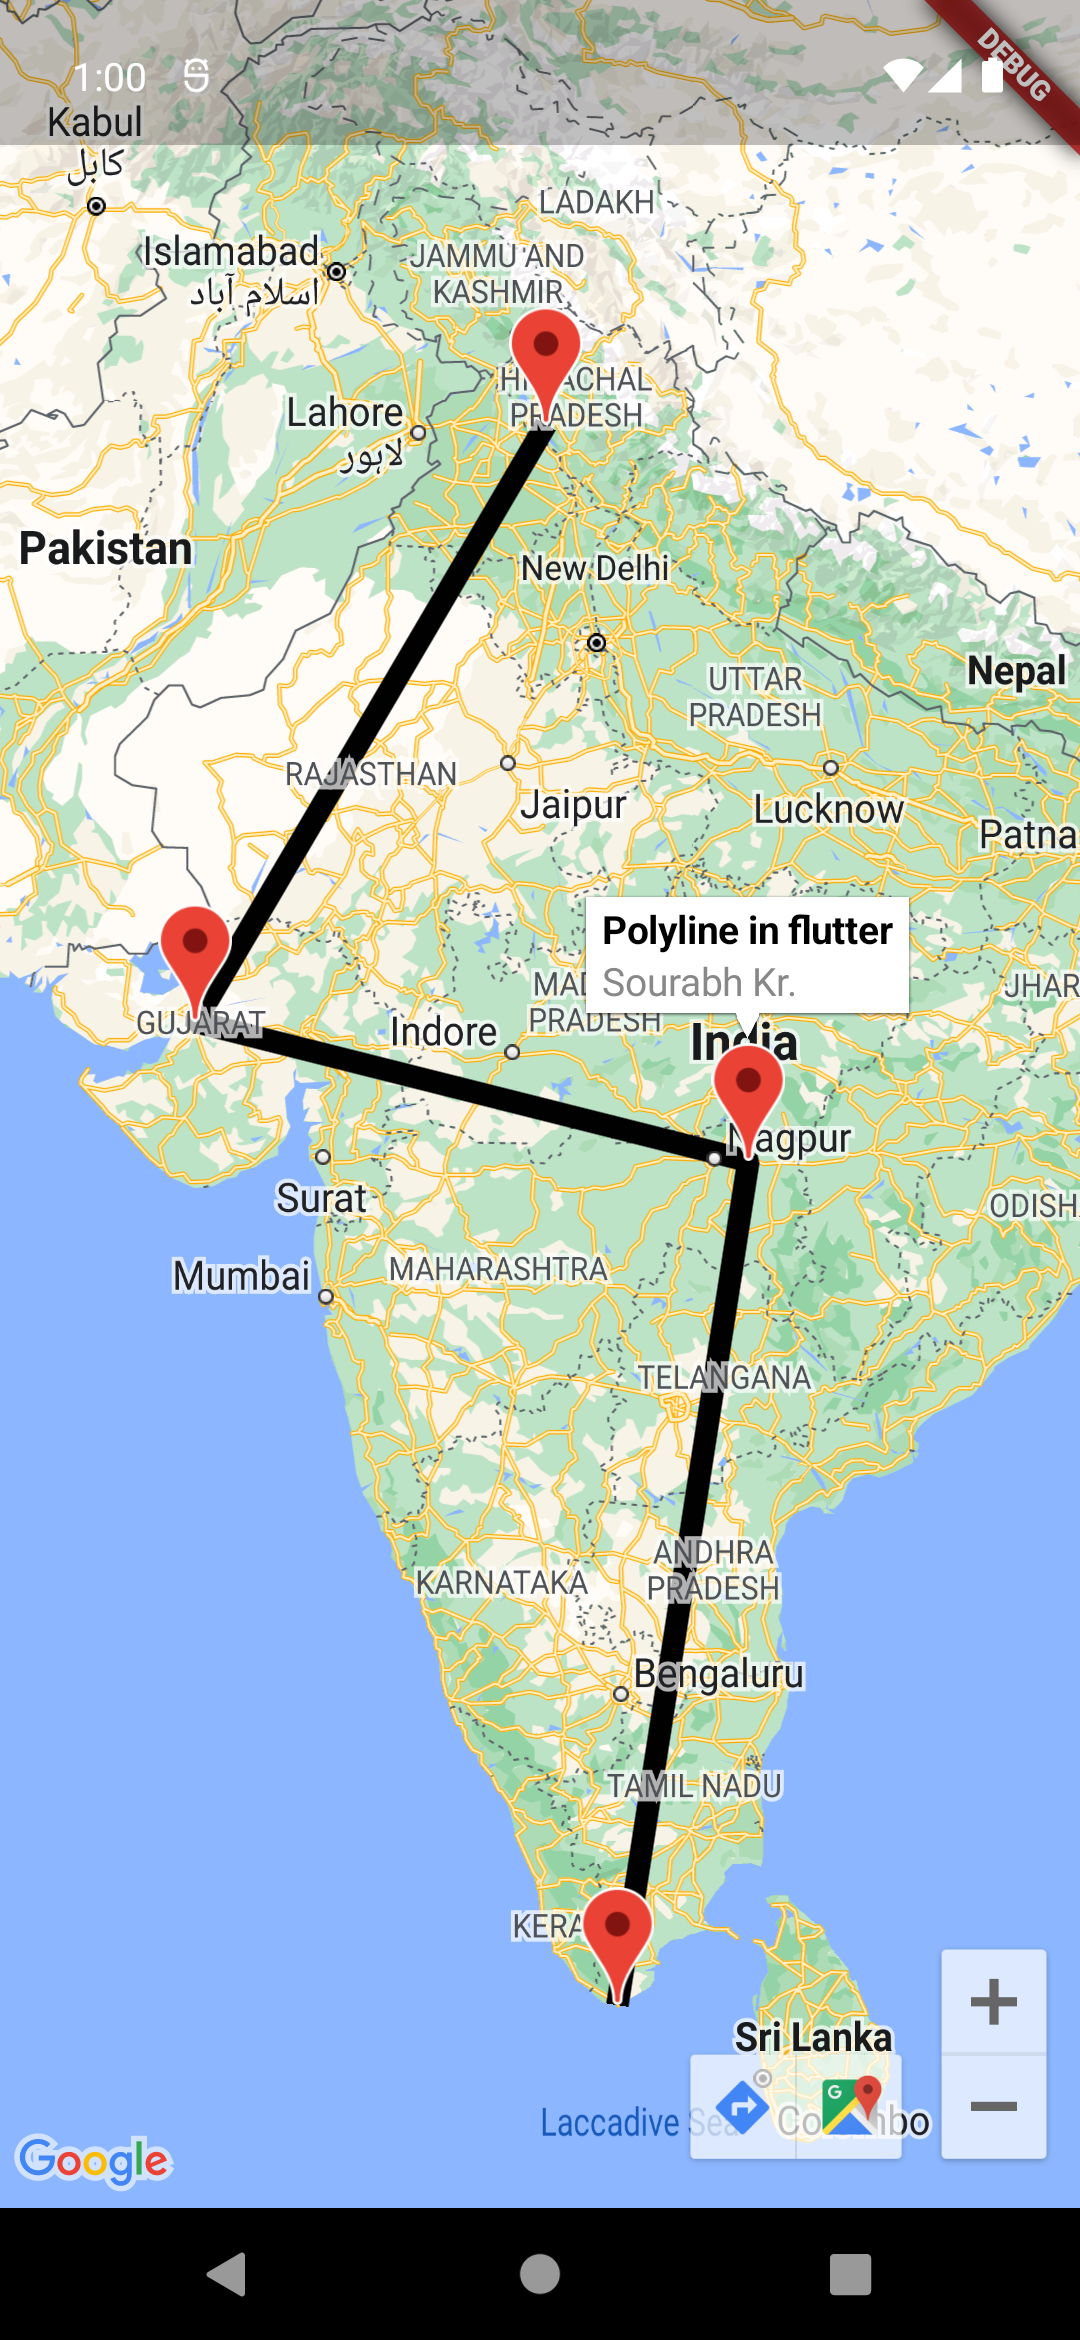 1:00
DEBUG
Kabul
کابل
LADAKH
Islamabad
اسلام آباد
JAMMU AND
KASHMIR
HIMACHAL
PRADESH
Lahore
لاہور
Pakistan
New Delhi
Nepal
UTTAR
PRADESH
RAJASTHAN
Jaipur
Lucknow
Patna
Polyline in flutter
Sourabh Kr.
MAD
PRADESH
JHAR
GUJARAT
Indore
India
Nagpur
Surat
ODISH
Mumbai
MAHARASHTRA
TELANGANA
ANDHRA
PRADESH
KARNATAKA
Bengaluru
TAMIL NADU
KERA
Sri Lanka
Laccadive Sea
Colombo
Google